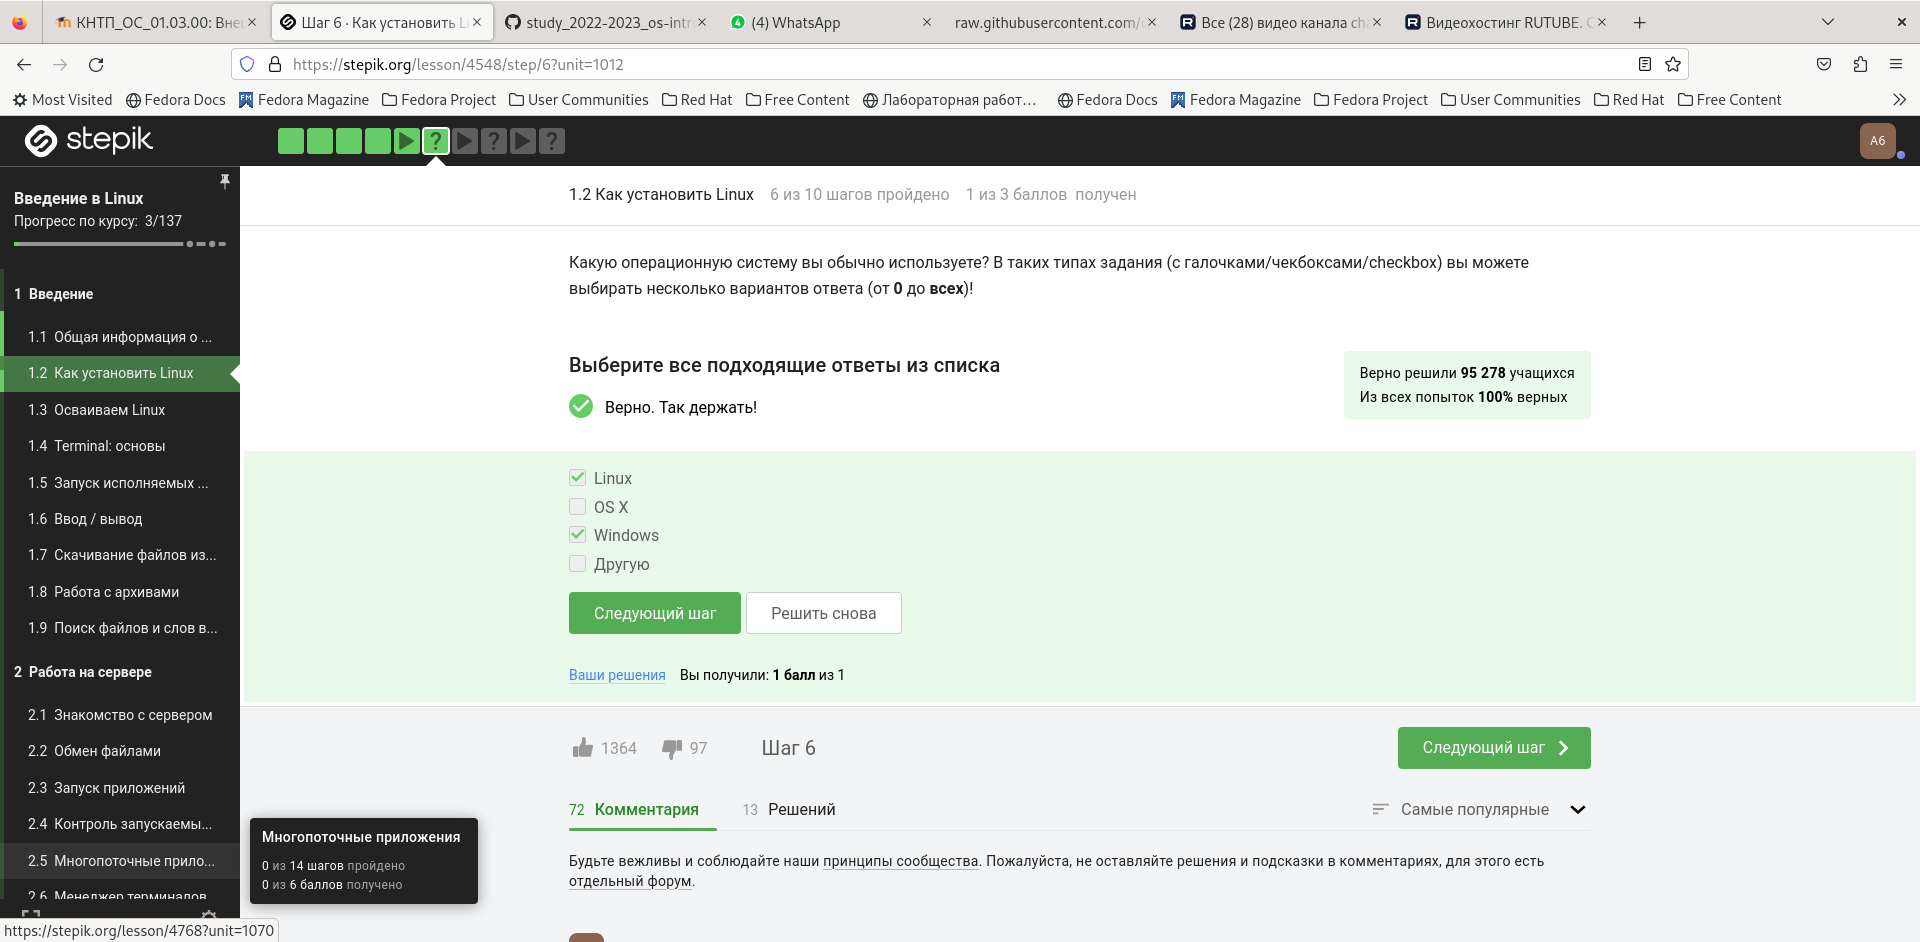 КНТП_ОС_01.03.00: Вне
Шаг 6 · Как установить Li
study_2022-2023_os-intr
(4) WhatsApp
raw.githubusercontent.com/
Все (28) видео канала cha
Видеохостинг RUTUBE. С
https://stepik.org/lesson/4548/step/6?unit=1012
Most Visited
Fedora Docs
Fedora Magazine
Fedora Project
User Communities
Red Hat
Free Content
Лабораторная работ…
Fedora Docs
Fedora Magazine
Fedora Project
User Communities
Red Hat
Free Content
stepik
A6
Введение в Linux
Прогресс по курсу: 3/137
1 Введение
1.1 Общая информация о ...
1.2 Как установить Linux
1.3 Осваиваем Linux
1.4 Terminal: основы
1.5 Запуск исполняемых ...
1.6 Ввод / вывод
1.7 Скачивание файлов из...
1.8 Работа с архивами
1.9 Поиск файлов и слов в...
2 Работа на сервере
2.1 Знакомство с сервером
2.2 Обмен файлами
2.3 Запуск приложений
2.4 Контроль запускаемы...
2.5 Многопоточные прило...
2.6 Менеджер терминалов
Многопоточные приложения
0 из 14 шагов пройдено
0 из 6 баллов получено
https://stepik.org/lesson/4768?unit=1070
1.2 Как установить Linux 6 из 10 шагов пройдено 1 из 3 баллов получен
Какую операционную систему вы обычно используете? В таких типах задания (с галочками/чекбоксами/checkbox) вы можете
выбирать несколько вариантов ответа (от 0 до всех)!
Выберите все подходящие ответы из списка
Верно. Так держать!
Верно решили 95 278 учащихся
Из всех попыток 100% верных
Linux
OS X
Windows
Другую
Следующий шаг
Решить снова
Ваши решения Вы получили: 1 балл из 1
1364 97 Шаг 6
Следующий шаг
72 Комментария 13 Решений
Самые популярные
Будьте вежливы и соблюдайте наши принципы сообщества. Пожалуйста, не оставляйте решения и подсказки в комментариях, для этого есть
отдельный форум.